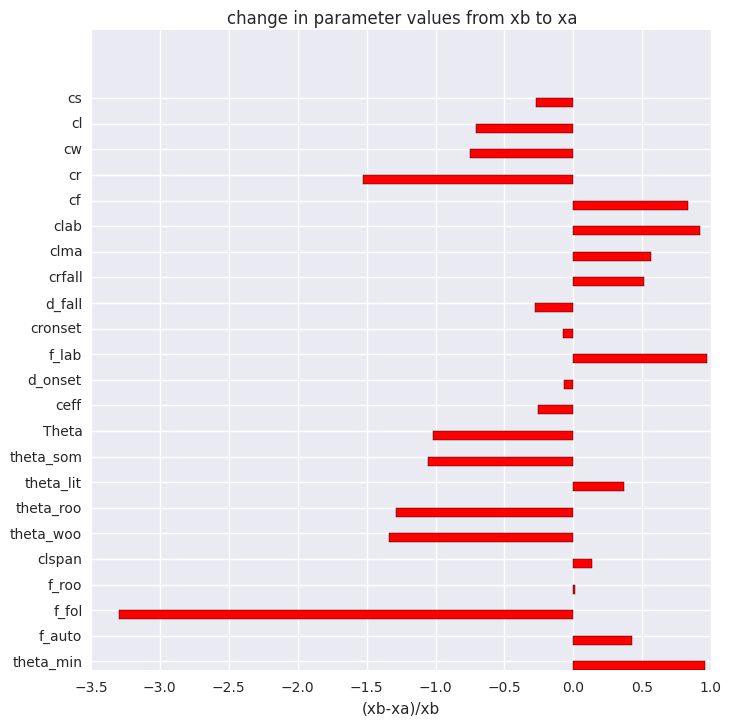 change in parameter values from xb to xa
cs
cl
cw
cr
cf
clab
clma
crfall
d_fall
cronset
f_lab
d_onset
ceff
Theta
theta_som
theta_lit
theta_roo
theta_woo
clspan
f_roo
f_fol
f_auto
theta_min
−3.5 −3.0 −2.5 −2.0 −1.5 −1.0 −0.5 0.0 0.5 1.0
(xb-xa)/xb